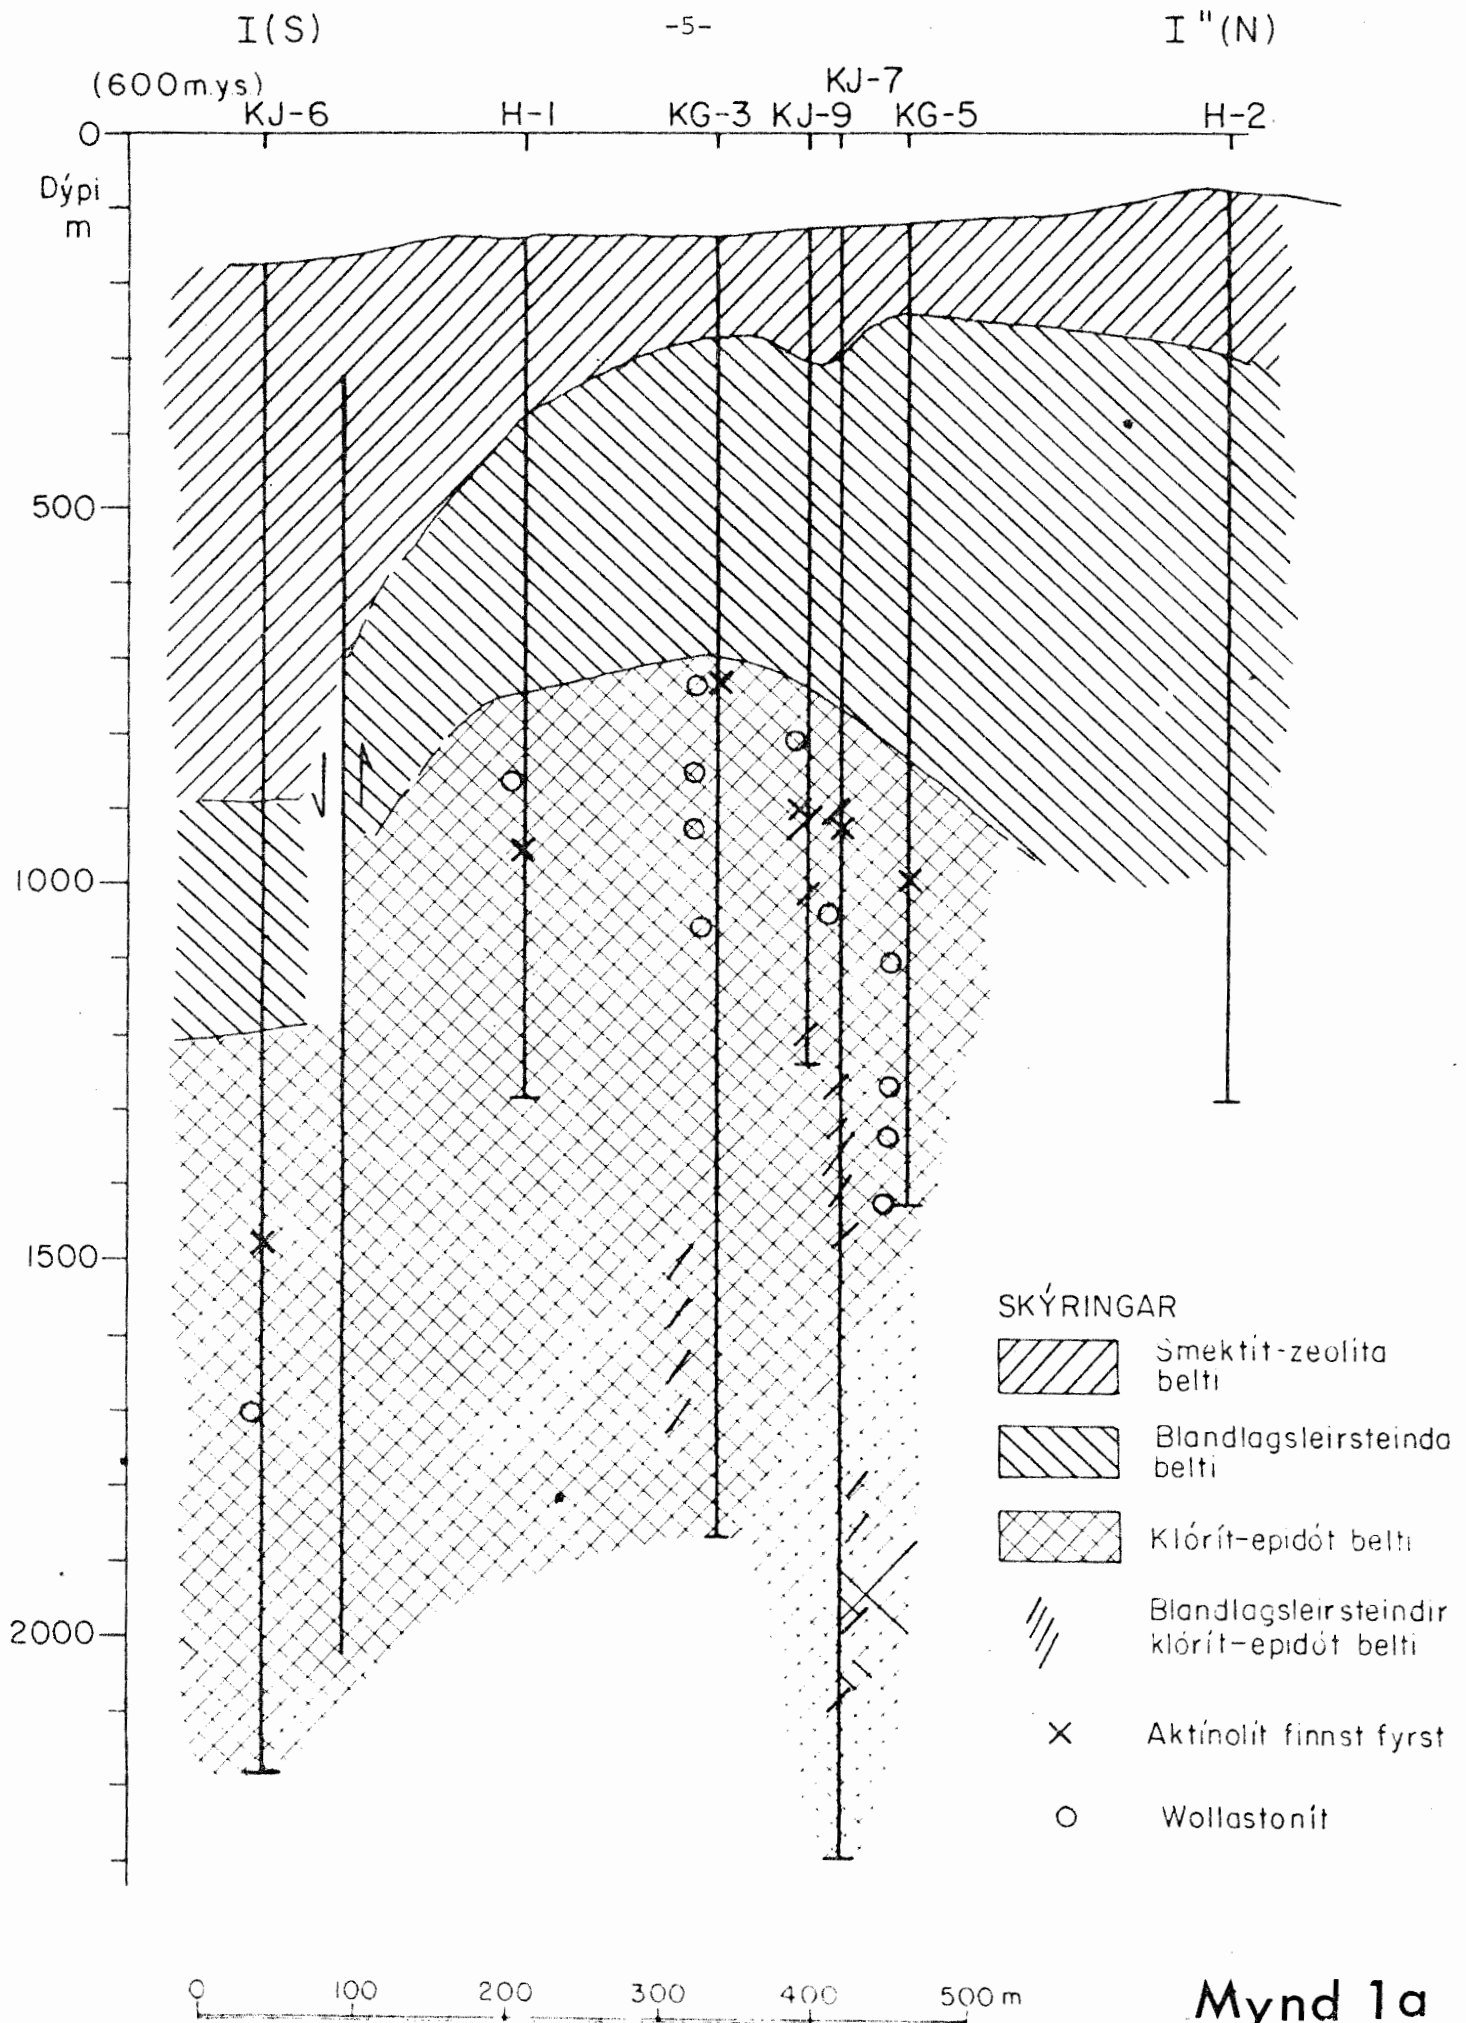 I(S)
-5-
I"(N)
(600 m.y.s.)
KJ-7
KJ-6
H-1
KG-3
KJ-9
KG-5
H-2
0
Dýpi
m
500
1000
1500
2000
SKÝRINGAR
Smektít-zeolíta
belti
Blandlagsleirsteinda
belti
Klórít-epidót belti
Blandlagsleirsteindir
klórít-epidót belti
Aktínolít finnst fyrst
Wollastonít
0 100 200 300 400 500 m
Mynd 1a